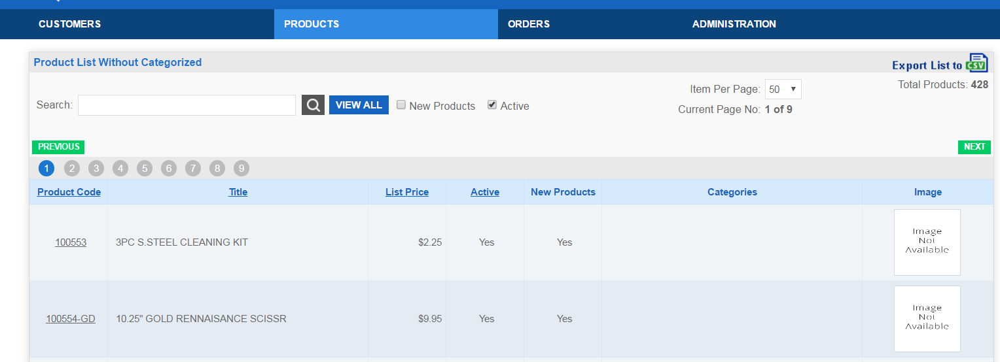 CUSTOMERS PRODUCTS ORDERS ADMINISTRATION
Product List Without Categorized
Export List to CSV
Total Products: 428
Item Per Page: 50
Search: VIEW ALL New Products Active
Current Page No: 1 of 9
PREVIOUS NEXT
1 2 3 4 5 6 7 8 9
Product Code Title List Price Active New Products Categories Image
100553 3PC S.STEEL CLEANING KIT $2.25 Yes Yes
Image
Not
Available
100554-GD 10.25" GOLD RENNAISANCE SCISSR $9.95 Yes Yes
Image
Not
Available